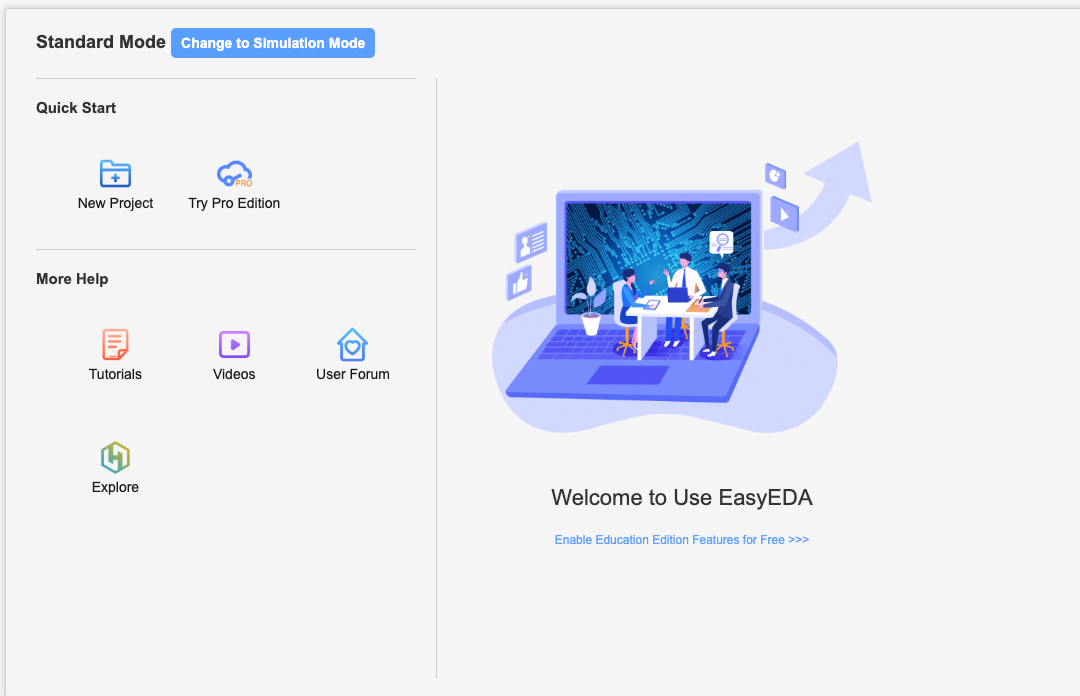 Standard Mode
Change to Simulation Mode
Quick Start
New Project
PRO
Try Pro Edition
More Help
Tutorials
Videos
User Forum
Explore
Welcome to Use EasyEDA
Enable Education Edition Features for Free >>>